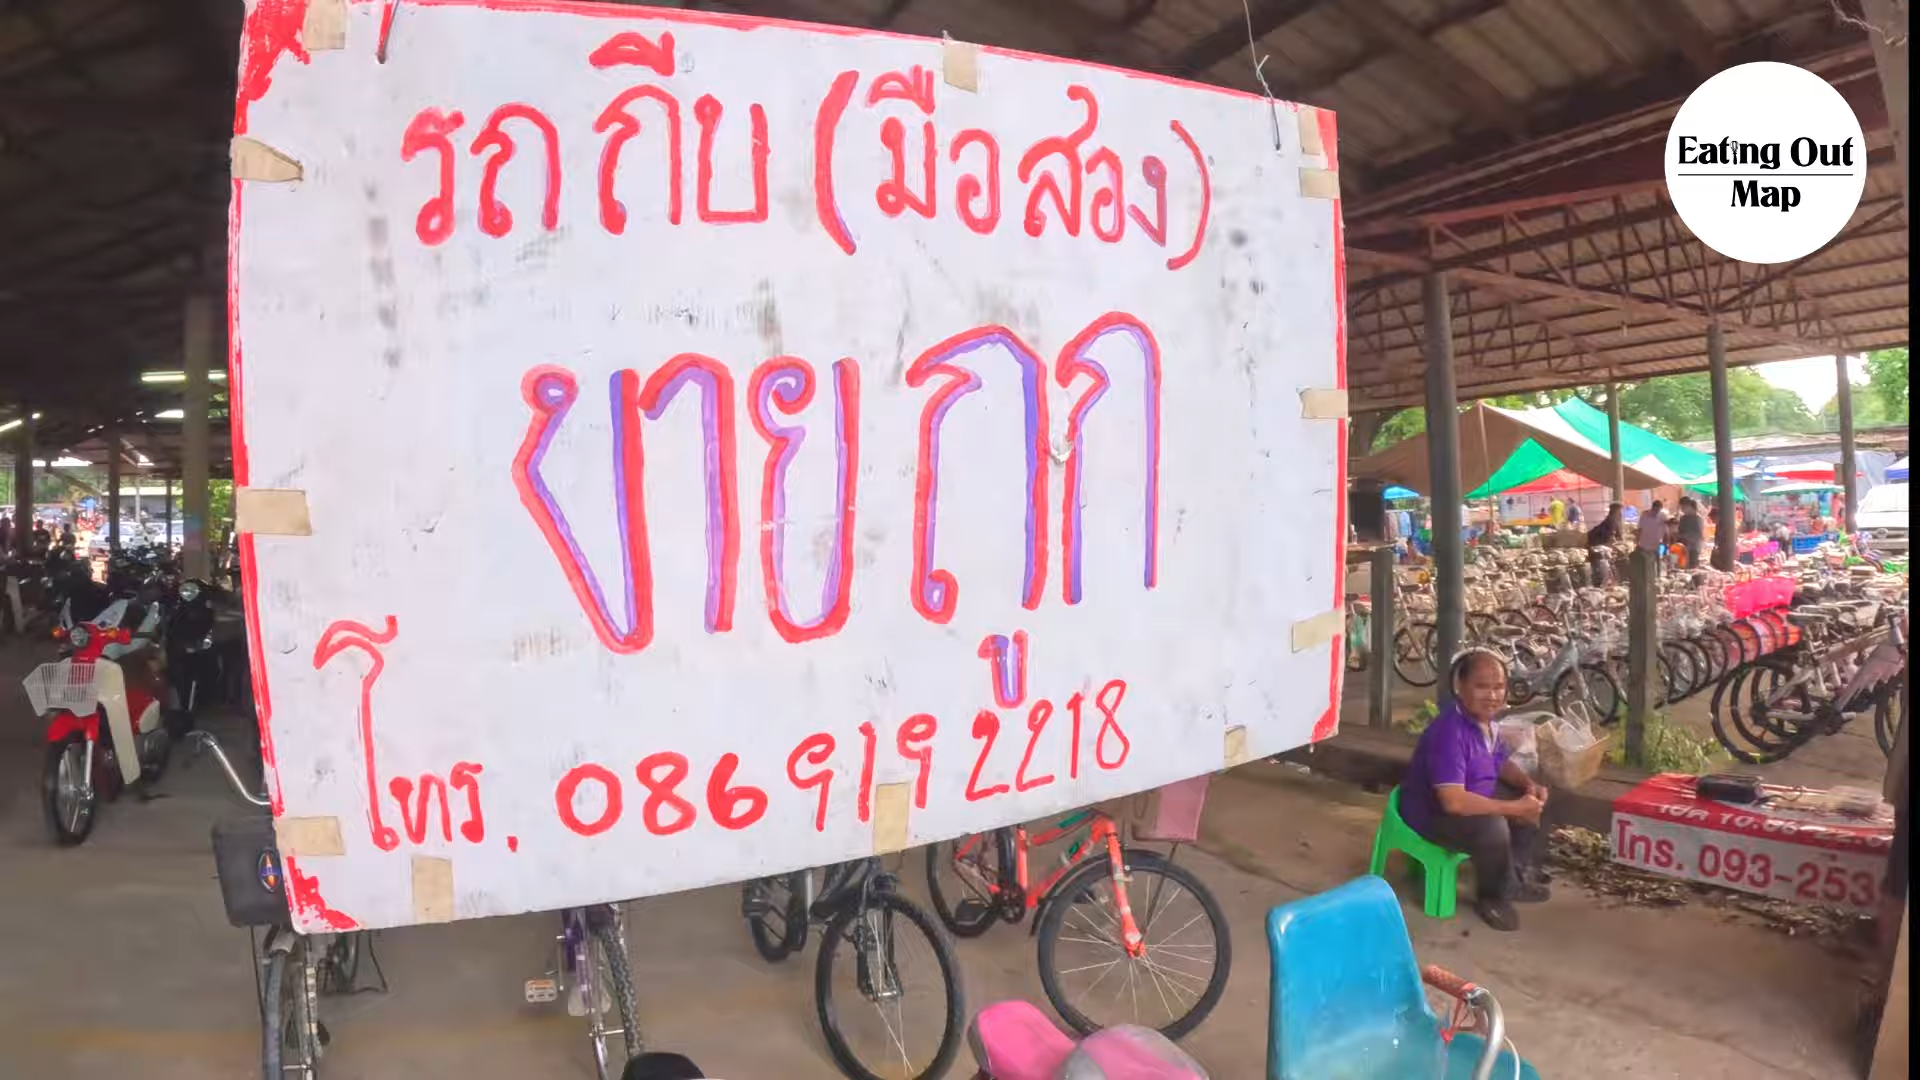 รถถีบ (มือสอง)
ขายถูก
โทร. 086 919 2218
Eating Out
Map
โทร. 093-253